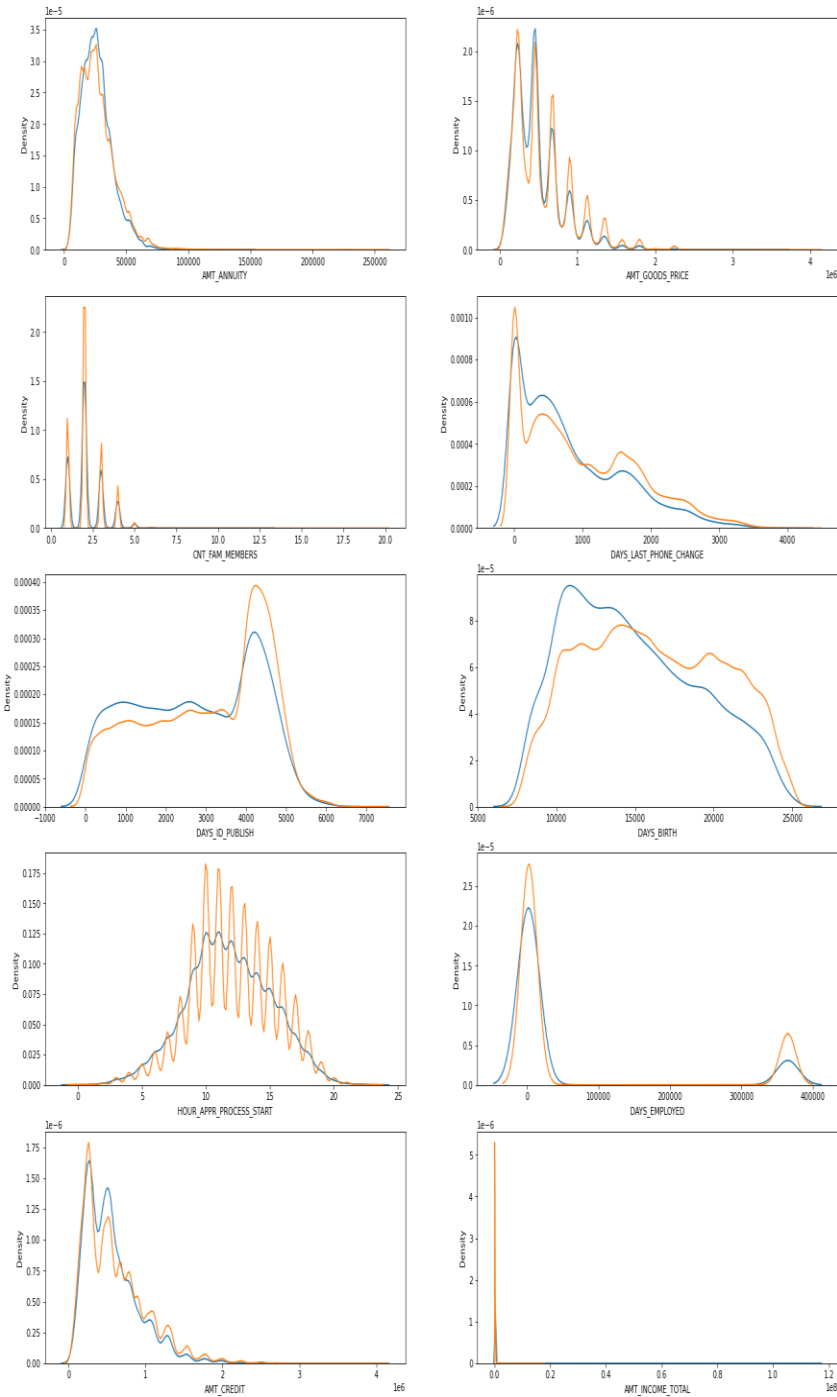 1e−5 1e−6
3.5
3.0
2.5
2.0
1.5
1.0
0.5
0.0
Density
0 50000 100000 150000 200000 250000
AMT_ANNUITY
2.0
1.5
1.0
0.5
0.0
Density
0 1 2 3 4
1e6
AMT_GOODS_PRICE
2.0
1.5
1.0
0.5
0.0
Density
0.0 2.5 5.0 7.5 10.0 12.5 15.0 17.5 20.0
CNT_FAM_MEMBERS
0.0010
0.0008
0.0006
0.0004
0.0002
0.0000
Density
0 1000 2000 3000 4000
DAYS_LAST_PHONE_CHANGE
0.00040
0.00035
0.00030
0.00025
0.00020
0.00015
0.00010
0.00005
0.00000
Density
−1000 0 1000 2000 3000 4000 5000 6000 7000
DAYS_ID_PUBLISH
1e−5
8
6
4
2
0
Density
5000 10000 15000 20000 25000
DAYS_BIRTH
0.175
0.150
0.125
0.100
0.075
0.050
0.025
0.000
Density
0 5 10 15 20 25
HOUR_APPR_PROCESS_START
1e−5
2.5
2.0
1.5
1.0
0.5
0.0
Density
0 100000 200000 300000 400000
DAYS_EMPLOYED
1e−6
1.75
1.50
1.25
1.00
0.75
0.50
0.25
0.00
Density
0 1 2 3 4
1e6
AMT_CREDIT
1e−6
5
4
3
2
1
0
Density
0.0 0.2 0.4 0.6 0.8 1.0 1.2
1e8
AMT_INCOME_TOTAL